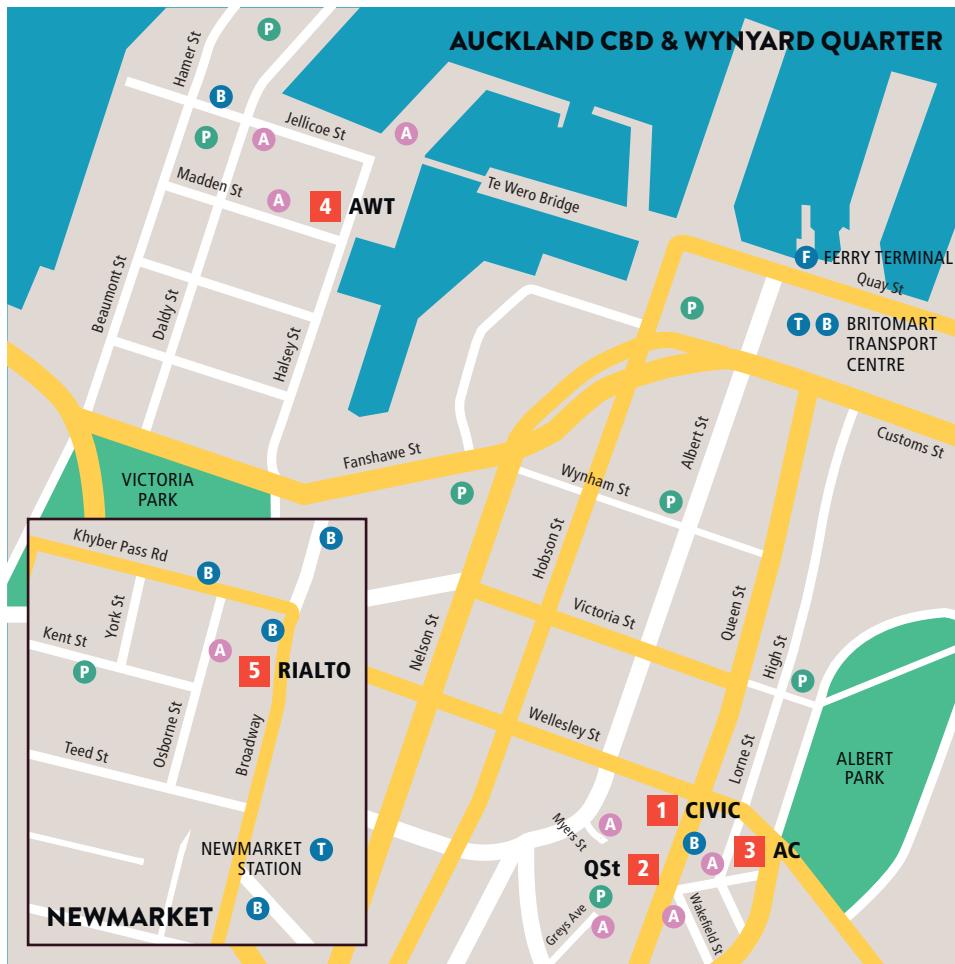 AUCKLAND CBD & WYNYARD QUARTER
P
Hamer St
B
Jellicoe St
P
A
A
Madden St
A
4 AWT
Te Wero Bridge
F FERRY TERMINAL
Quay St
Beaumont St
Daldy St
Halsey St
P
T B BRITOMART
TRANSPORT
CENTRE
Fanshawe St
Albert St
Customs St
VICTORIA
PARK
P
Wynham St
P
Hobson St
Queen St
Nelson St
Victoria St
High St
P
Wellesley St
Lorne St
ALBERT
PARK
1 CIVIC
Myers St
A
B
A
3 AC
QSt 2
P
Greys Ave
A
A
Wakefield St
B
Khyber Pass Rd
B
York St
B
Kent St
A
P
5 RIALTO
Osborne St
Broadway
Teed St
NEWMARKET
STATION
T
B
NEWMARKET